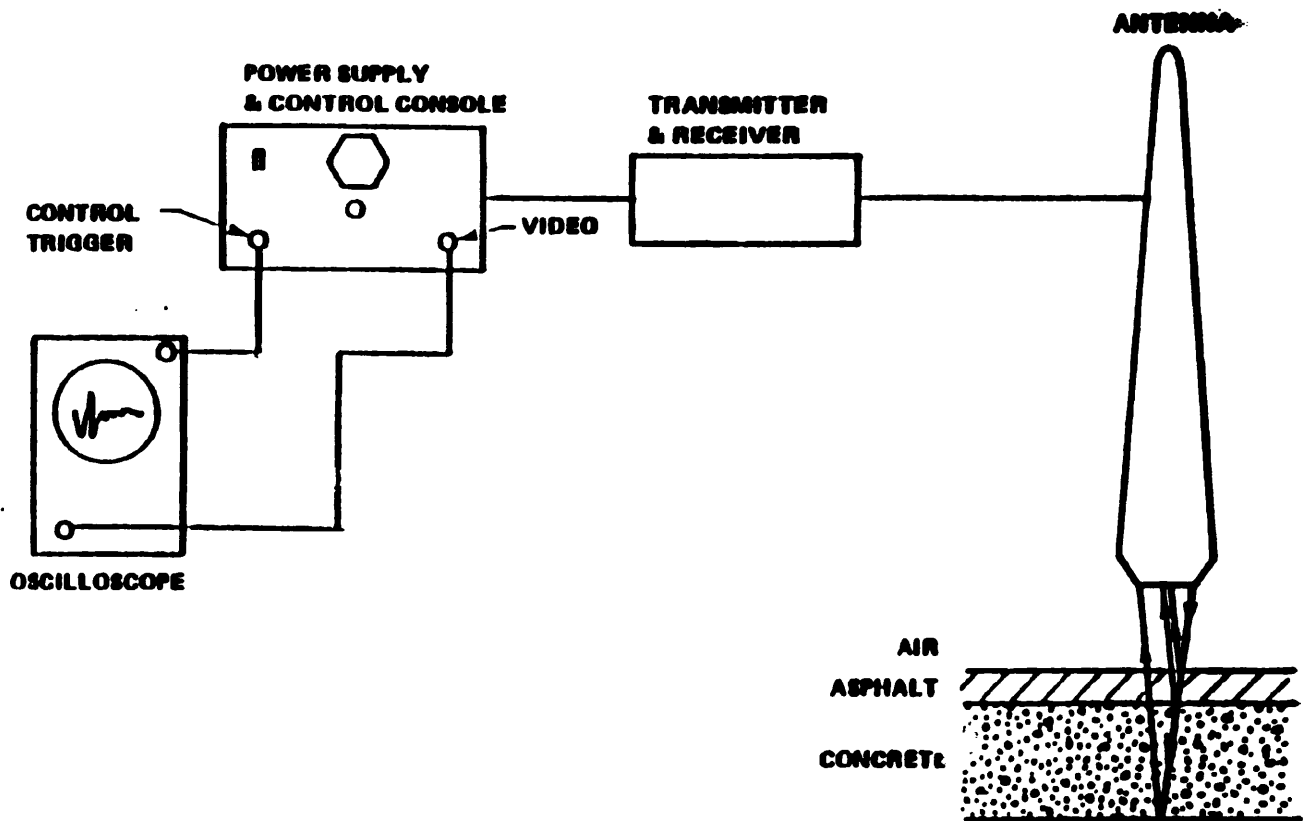 ANTENNA
POWER SUPPLY
& CONTROL CONSOLE
TRANSMITTER
& RECEIVER
CONTROL
TRIGGER
VIDEO
OSCILLOSCOPE
AIR
ASPHALT
CONCRETE